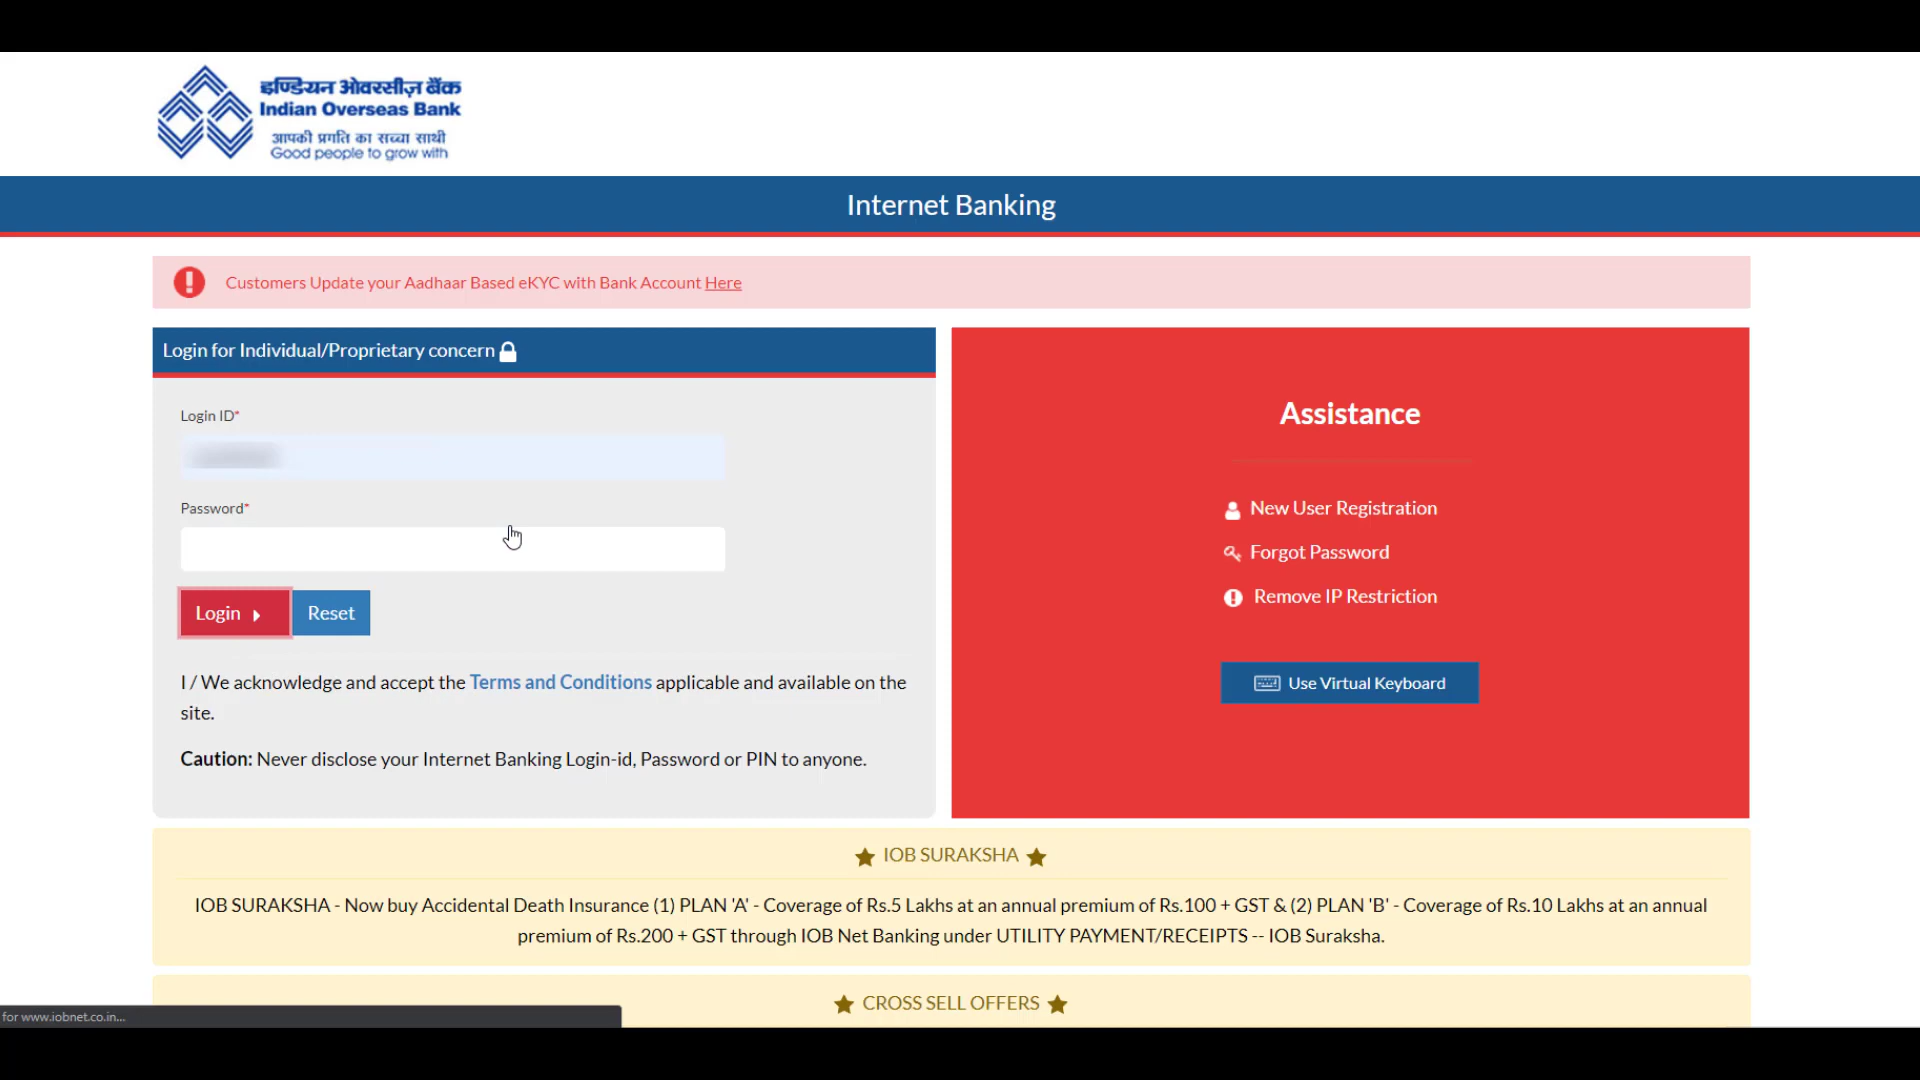 इण्डियन ओवरसीज़ बैंक
Indian Overseas Bank
आपकी प्रगति का सच्चा साथी
Good people to grow with
Internet Banking
Customers Update your Aadhaar Based eKYC with Bank Account Here
Login for Individual/Proprietary concern
Login ID*
Password*
Login
Reset
I / We acknowledge and accept the Terms and Conditions applicable and available on the
site.
Caution: Never disclose your Internet Banking Login-id, Password or PIN to anyone.
Assistance
New User Registration
Forgot Password
Remove IP Restriction
Use Virtual Keyboard
IOB SURAKSHA
IOB SURAKSHA - Now buy Accidental Death Insurance (1) PLAN 'A' - Coverage of Rs.5 Lakhs at an annual premium of Rs.100 + GST & (2) PLAN 'B' - Coverage of Rs.10 Lakhs at an annual
premium of Rs.200 + GST through IOB Net Banking under UTILITY PAYMENT/RECEIPTS -- IOB Suraksha.
CROSS SELL OFFERS
for www.iobnet.co.in...